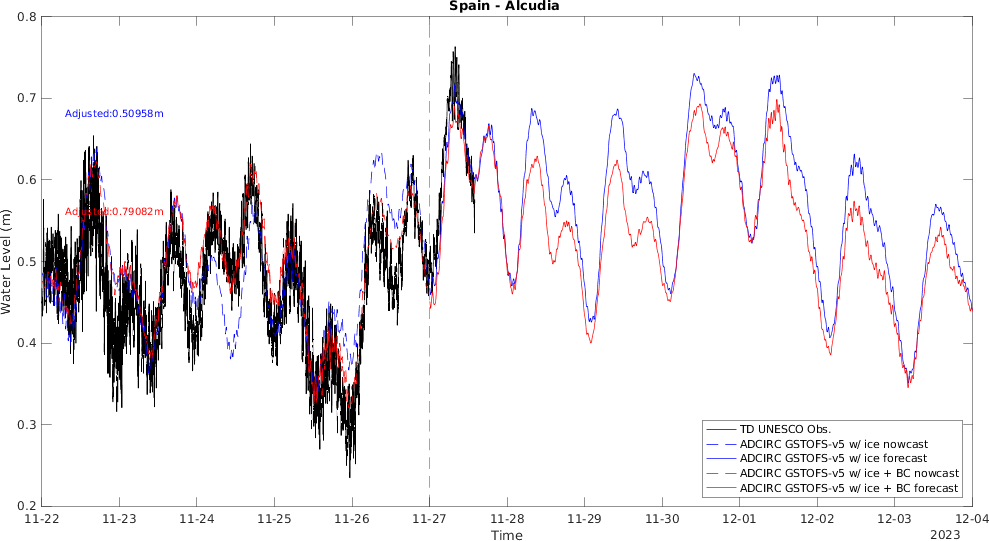 Spain - Alcudia
0.8
0.7
0.6
0.5
0.4
0.3
0.2
Water Level (m)
Adjusted:0.50958m
Adjusted:0.79082m
TD UNESCO Obs.
ADCIRC GSTOFS-v5 w/ ice nowcast
ADCIRC GSTOFS-v5 w/ ice forecast
ADCIRC GSTOFS-v5 w/ ice + BC nowcast
ADCIRC GSTOFS-v5 w/ ice + BC forecast
11-22 11-23 11-24 11-25 11-26 11-27 11-28 11-29 11-30 12-01 12-02 12-03 12-04
Time
2023